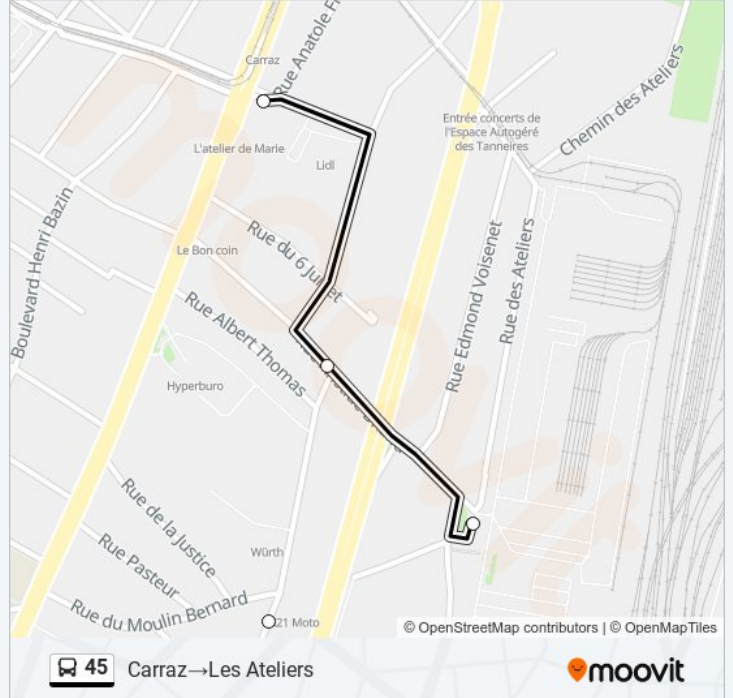 Carraz
Rue Anatole F
Entrée concerts de
l'Espace Autogéré
des Tanneires
Chemin des Ateliers
L'atelier de Marie
Lidl
Boulevard Henri Bazin
Rue du 6 Juillet
Le Bon coin
Rue Edmond Voisenet
Rue des Ateliers
Rue Albert Thomas
Hyperburo
Rue de la Justice
Würth
Rue Pasteur
Rue du Moulin Bernard
21 Moto
© OpenStreetMap contributors | © OpenMapTiles
45 Carraz→Les Ateliers
moovit